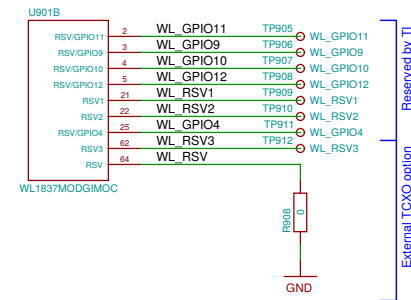 U901B
RSV/GPIO11 2 WL_GPIO11 TP905 WL_GPIO11
RSV/GPIO9 3 WL_GPIO9 TP906 WL_GPIO9
RSV/GPIO10 4 WL_GPIO10 TP907 WL_GPIO10
RSV/GPIO12 5 WL_GPIO12 TP908 WL_GPIO12
RSV1 21 WL_RSV1 TP909 WL_RSV1
RSV2 22 WL_RSV2 TP910 WL_RSV2
RSV/GPIO4 25 WL_GPIO4 TP911 WL_GPIO4
RSV3 62 WL_RSV3 TP912 WL_RSV3
RSV 64 WL_RSV
WL1837MODGIMOC
R908
0
GND
Reserved by TI
External TCXO option